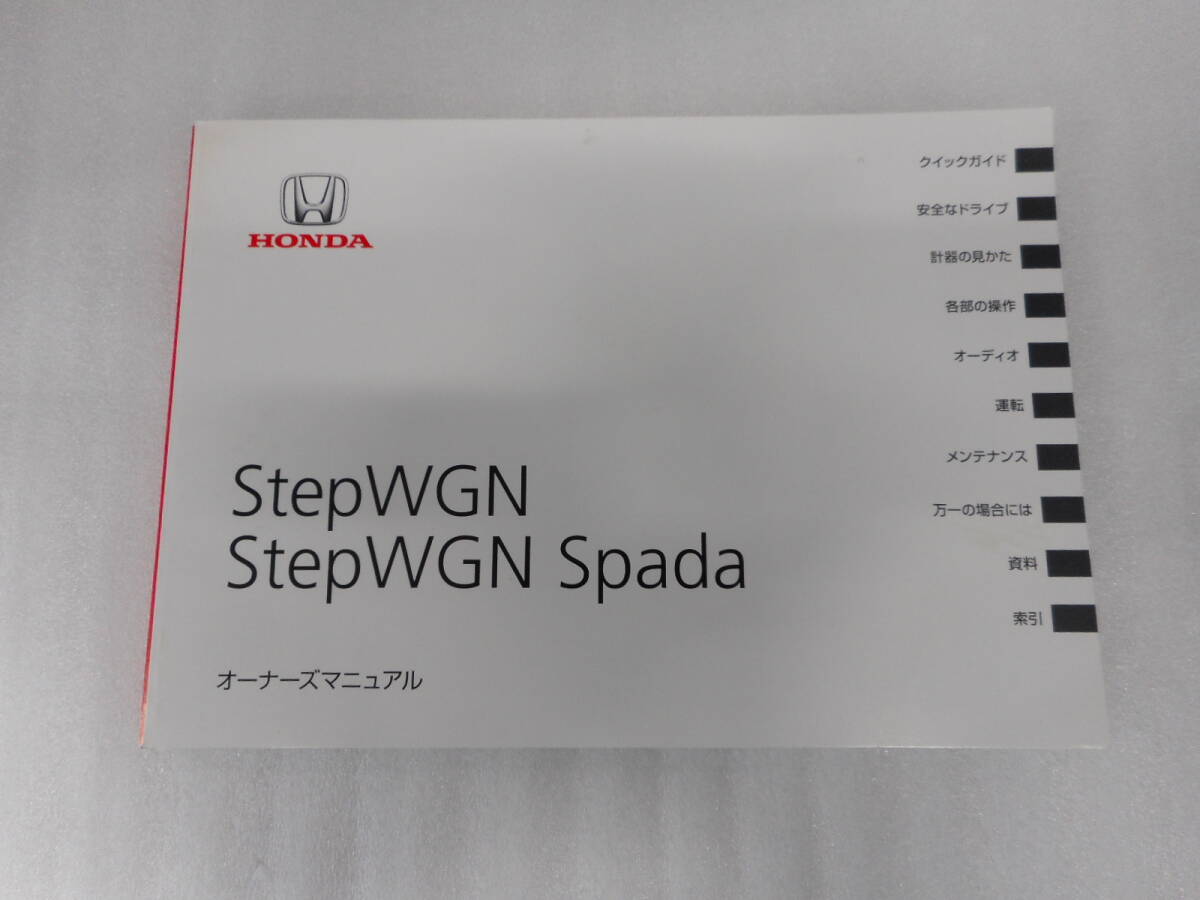 HONDA
StepWGN
StepWGN Spada
オーナーズマニュアル
クイックガイド
安全なドライブ
計器の見かた
各部の操作
オーディオ
運転
メンテナンス
万一の場合には
資料
索引